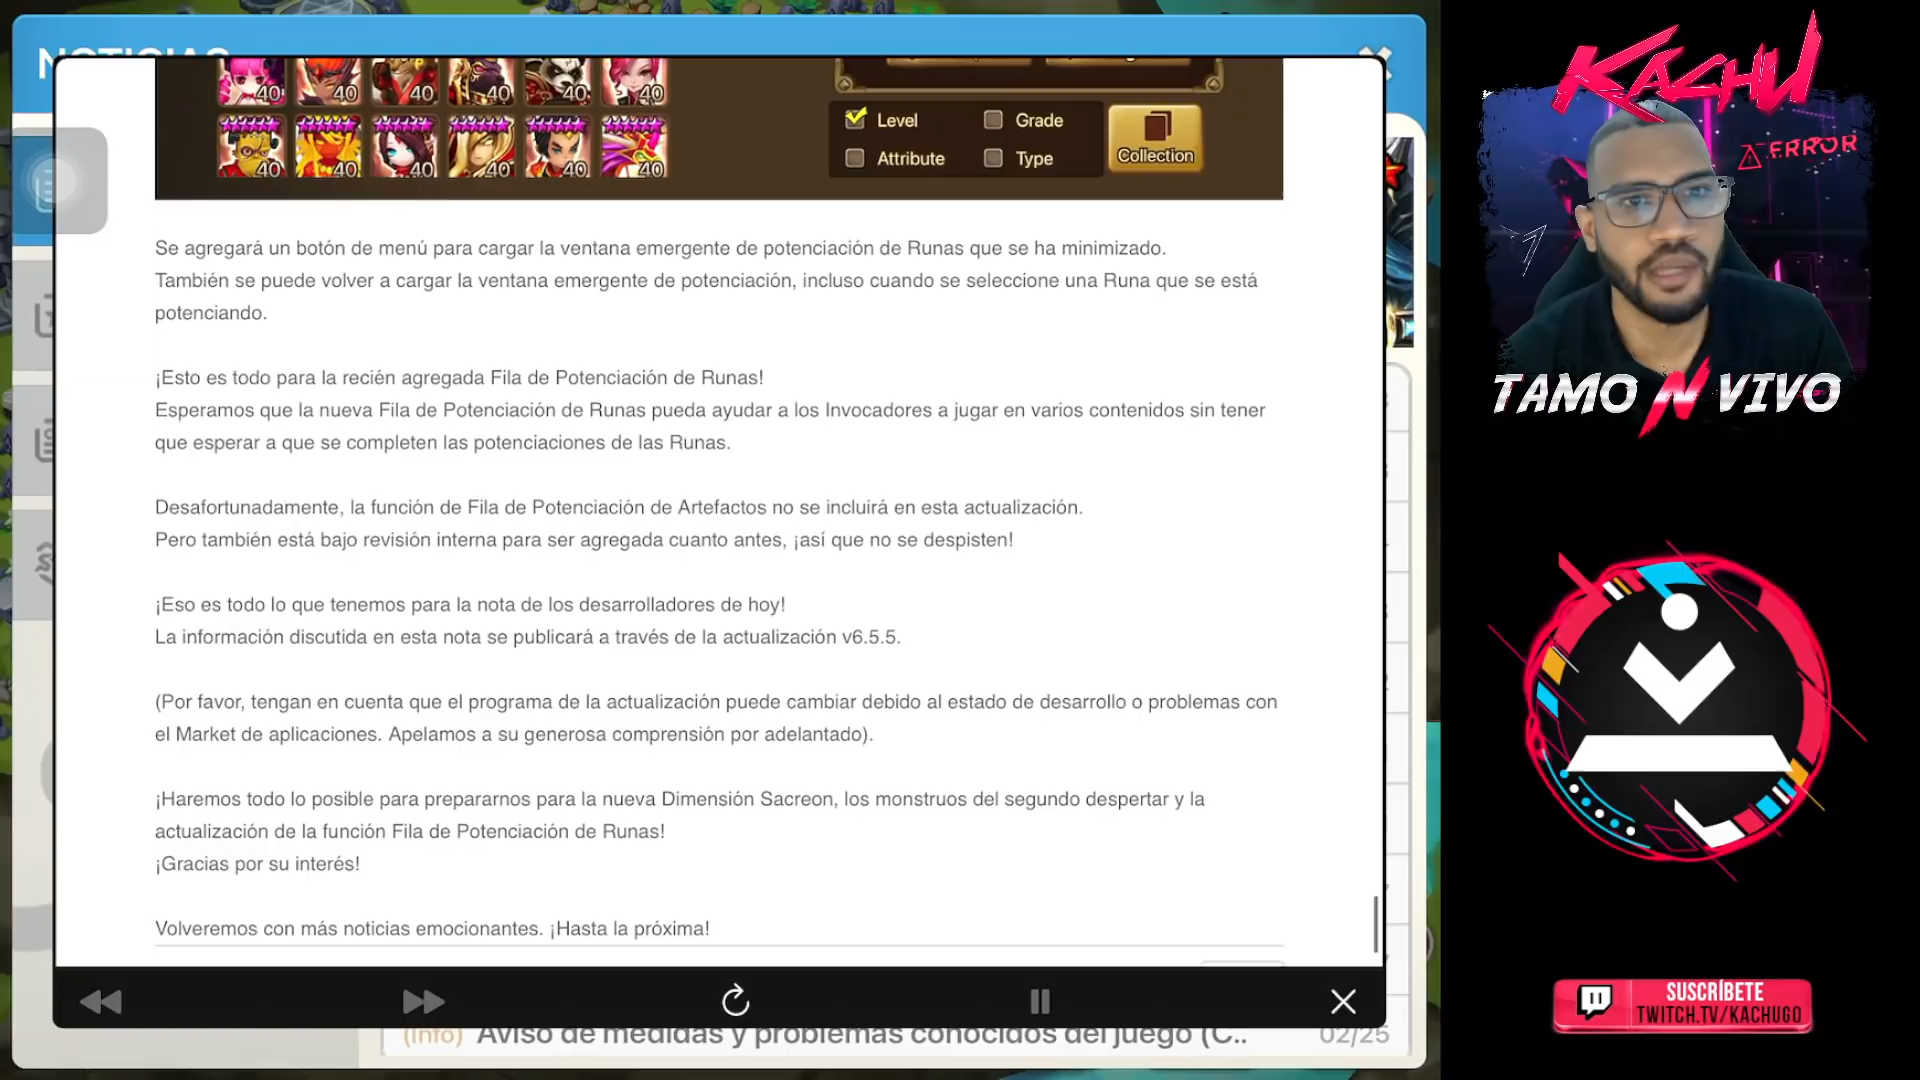 NOTICIAS
40 40 40 40 40 40
40 40 40 40 40 40
Level
Grade
Attribute
Type
Collection
Se agregará un botón de menú para cargar la ventana emergente de potenciación de Runas que se ha minimizado.
También se puede volver a cargar la ventana emergente de potenciación, incluso cuando se seleccione una Runa que se está
potenciando.
¡Esto es todo para la recién agregada Fila de Potenciación de Runas!
Esperamos que la nueva Fila de Potenciación de Runas pueda ayudar a los Invocadores a jugar en varios contenidos sin tener
que esperar a que se completen las potenciaciones de las Runas.
Desafortunadamente, la función de Fila de Potenciación de Artefactos no se incluirá en esta actualización.
Pero también está bajo revisión interna para ser agregada cuanto antes, ¡así que no se despisten!
¡Eso es todo lo que tenemos para la nota de los desarrolladores de hoy!
La información discutida en esta nota se publicará a través de la actualización v6.5.5.
(Por favor, tengan en cuenta que el programa de la actualización puede cambiar debido al estado de desarrollo o problemas con
el Market de aplicaciones. Apelamos a su generosa comprensión por adelantado).
¡Haremos todo lo posible para prepararnos para la nueva Dimensión Sacreon, los monstruos del segundo despertar y la
actualización de la función Fila de Potenciación de Runas!
¡Gracias por su interés!
Volveremos con más noticias emocionantes. ¡Hasta la próxima!
(Info) Aviso de medidas y problemas conocidos del juego (C..
02/25
KACHU
ERROR
TAMO N VIVO
SUSCRÍBETE
TWITCH.TV/KACHUGO